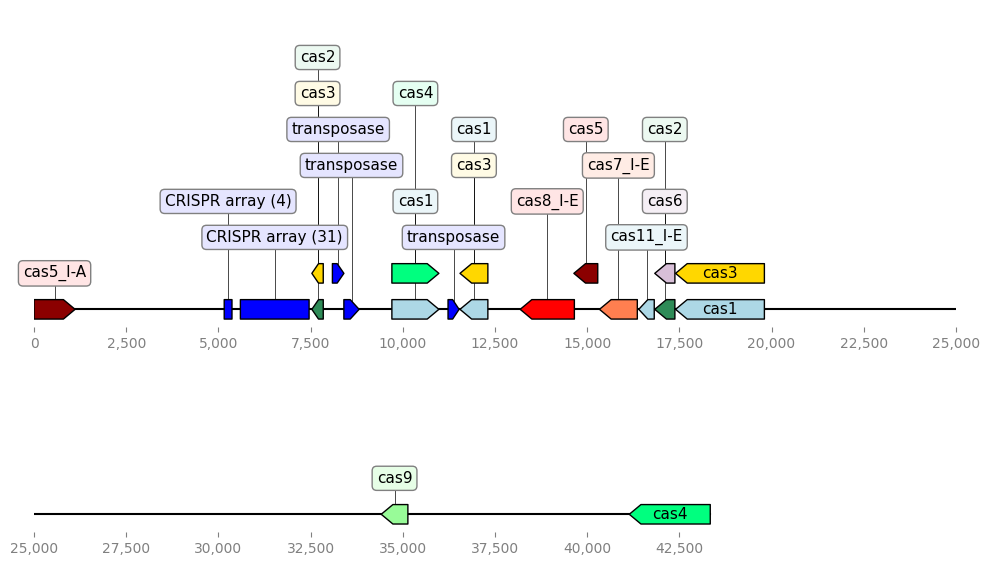 cas2
cas3 cas4
transposase cas1 cas5 cas2
transposase cas3 cas7_I-E
CRISPR array (4) cas1 cas8_I-E cas6
CRISPR array (31) transposase cas11_I-E
cas5_I-A cas3
cas1
0 2,500 5,000 7,500 10,000 12,500 15,000 17,500 20,000 22,500 25,000
cas9
cas4
25,000 27,500 30,000 32,500 35,000 37,500 40,000 42,500